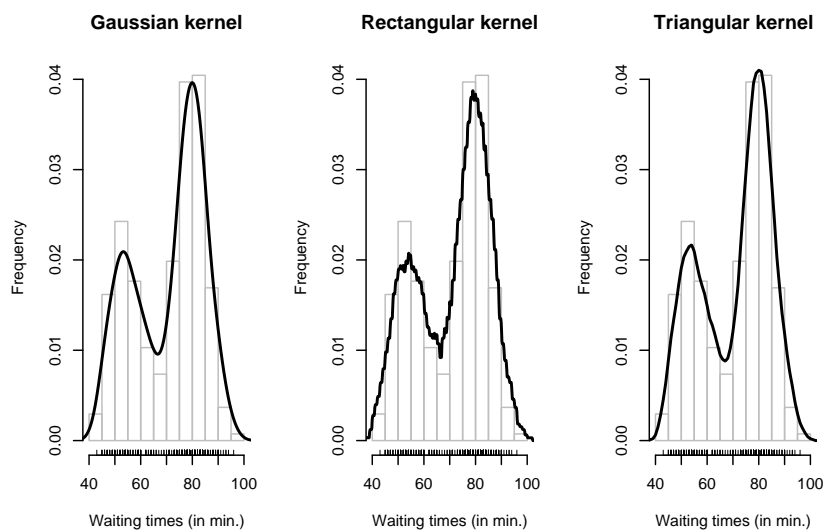 Gaussian kernel
Frequency
0.04
0.03
0.02
0.01
0.00
40 60 80 100
Waiting times (in min.)
Rectangular kernel
Frequency
0.04
0.03
0.02
0.01
0.00
40 60 80 100
Waiting times (in min.)
Triangular kernel
Frequency
0.04
0.03
0.02
0.01
0.00
40 60 80 100
Waiting times (in min.)